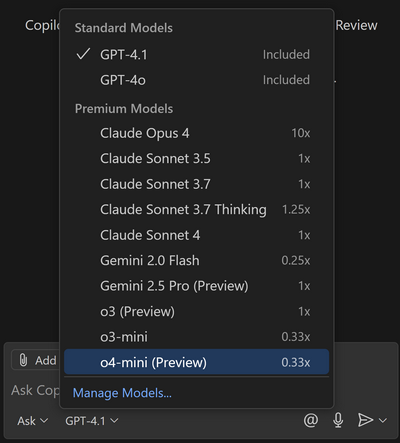 Review
Standard Models
GPT-4.1 Included
GPT-4o Included
Premium Models
Claude Opus 4 10x
Claude Sonnet 3.5 1x
Claude Sonnet 3.7 1x
Claude Sonnet 3.7 Thinking 1.25x
Claude Sonnet 4 1x
Gemini 2.0 Flash 0.25x
Gemini 2.5 Pro (Preview) 1x
o3 (Preview) 1x
o3-mini 0.33x
o4-mini (Preview) 0.33x
Manage Models...
Add
Ask
Ask GPT-4.1